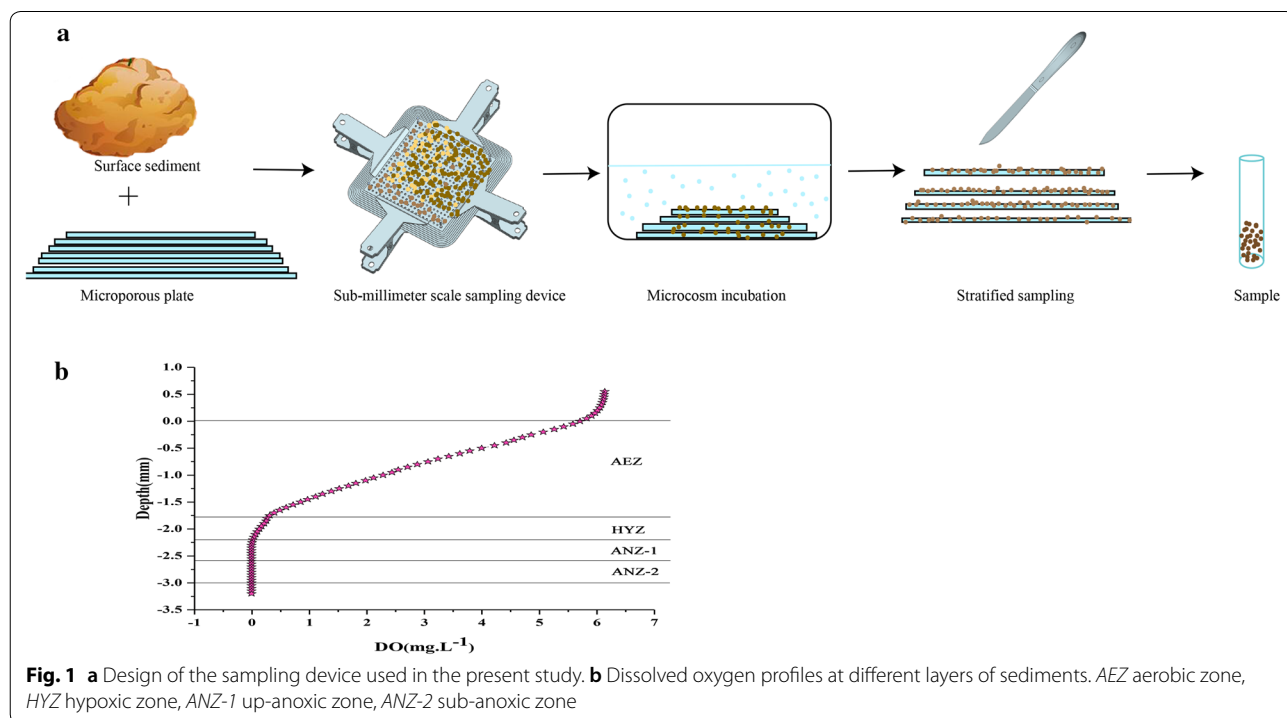 a
Surface sediment
+
Microporous plate
Sub-millimeter scale sampling device
Microcosm incubation
Stratified sampling
Sample
b
1.0
0.5
0.0
-0.5
-1.0
-1.5
-2.0
-2.5
-3.0
-3.5
Depth(mm)
AEZ
HYZ
ANZ-1
ANZ-2
-1 0 1 2 3 4 5 6 7
DO(mg.L⁻¹)
Fig. 1 a Design of the sampling device used in the present study. b Dissolved oxygen profiles at different layers of sediments. AEZ aerobic zone,
HYZ hypoxic zone, ANZ-1 up-anoxic zone, ANZ-2 sub-anoxic zone